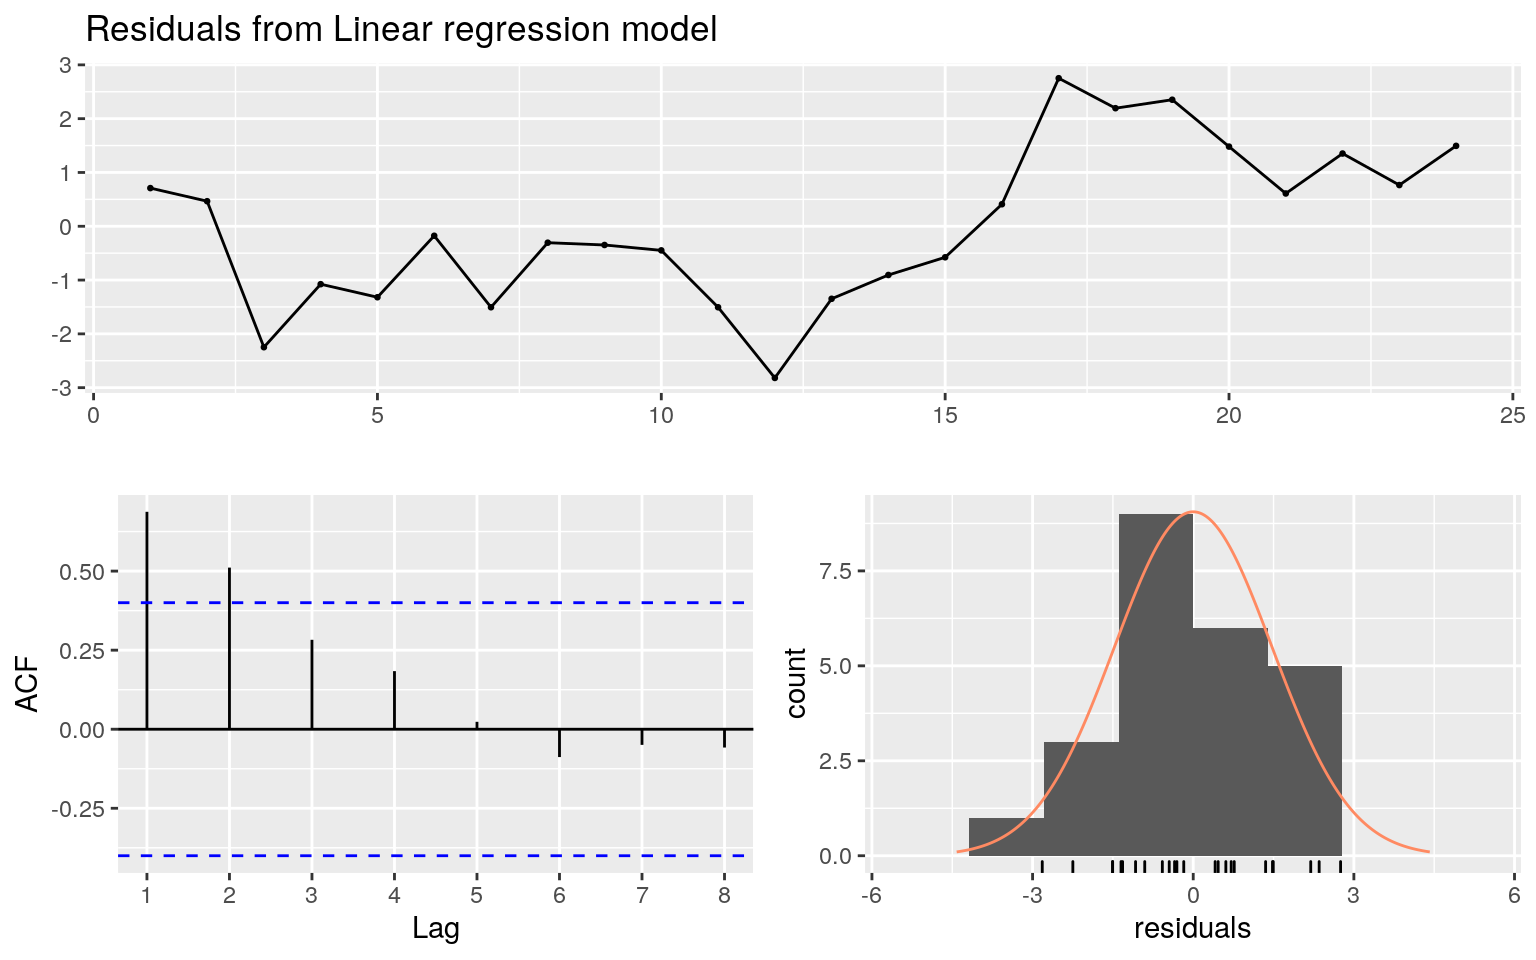 Residuals from Linear regression model
3
2
1
0
-1
-2
-3
0 5 10 15 20 25
ACF
0.50
0.25
0.00
-0.25
1 2 3 4 5 6 7 8
Lag
count
7.5
5.0
2.5
0.0
-6 -3 0 3 6
residuals